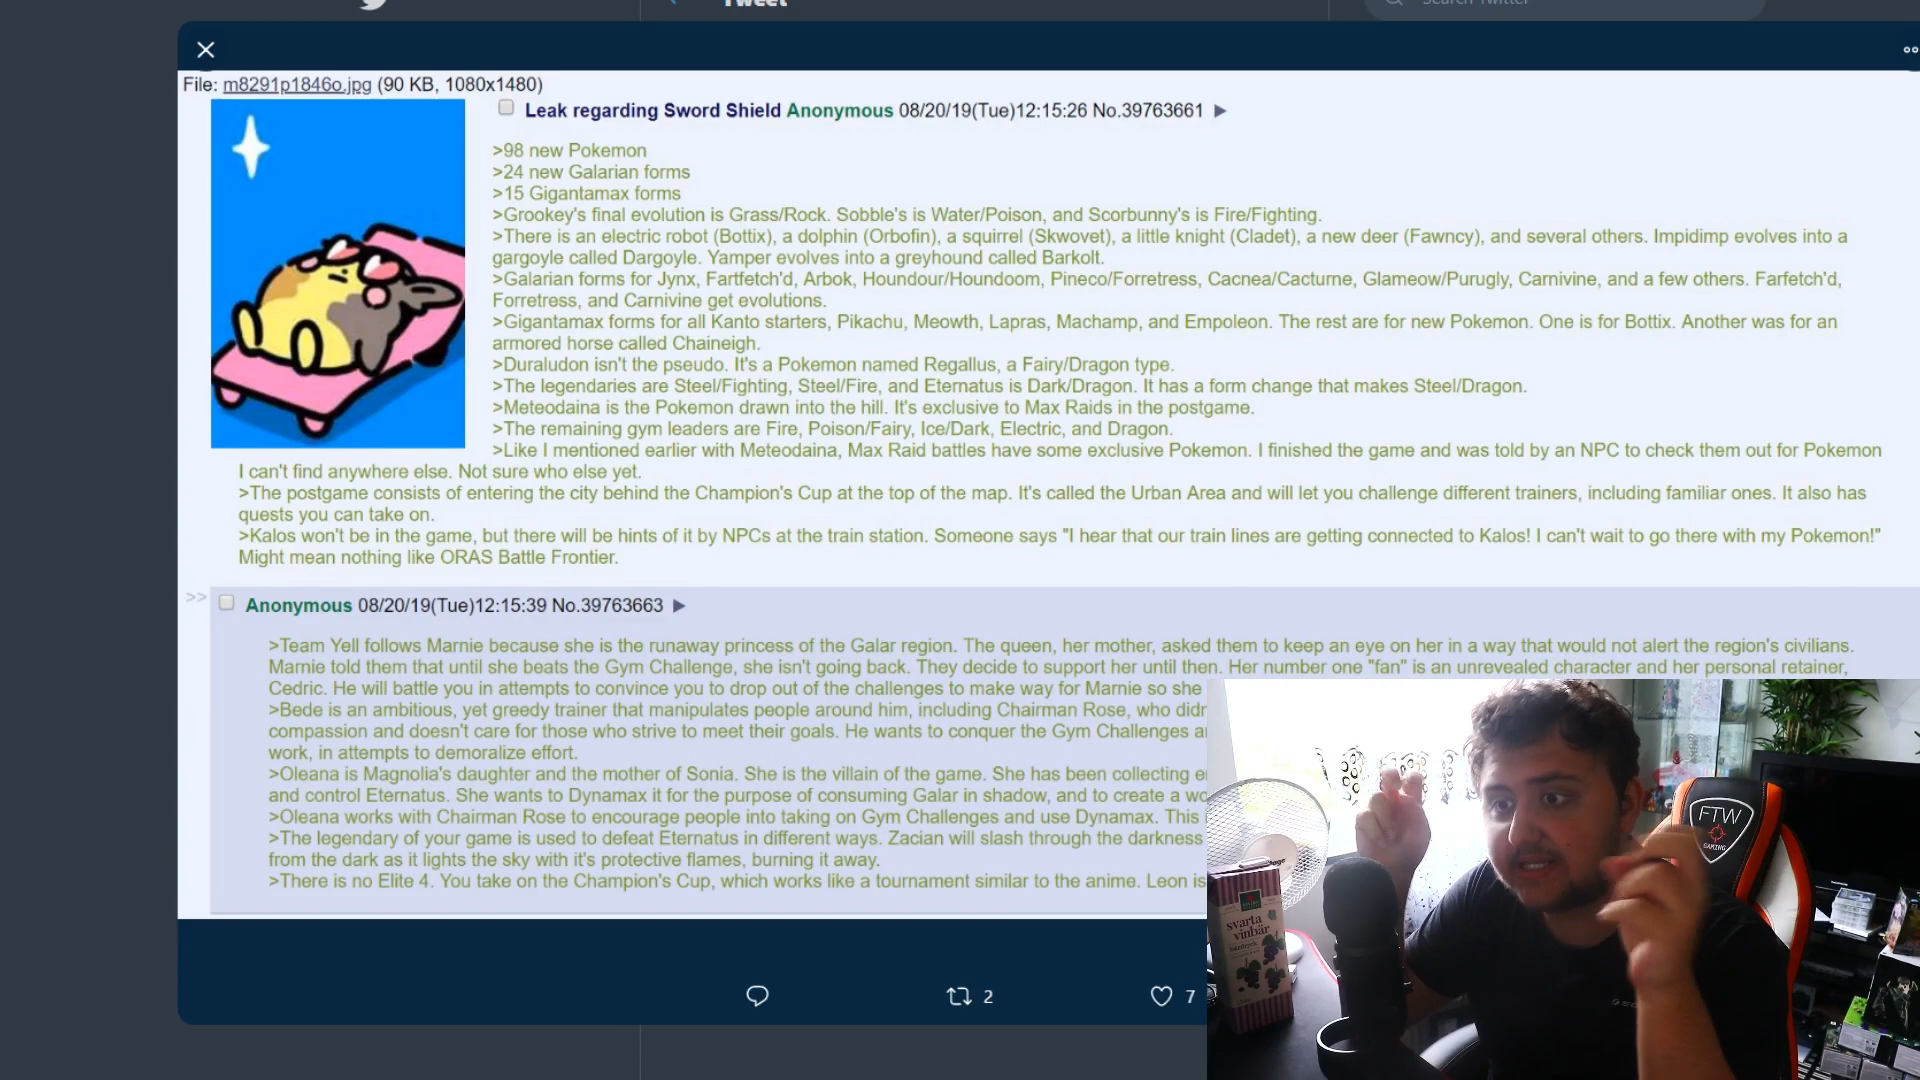 Tweet
Search Twitter
File: m8291p1846o.jpg (90 KB, 1080x1480)
Leak regarding Sword Shield Anonymous 08/20/19(Tue)12:15:26 No.39763661
>98 new Pokemon
>24 new Galarian forms
>15 Gigantamax forms
>Grookey's final evolution is Grass/Rock. Sobble's is Water/Poison, and Scorbunny's is Fire/Fighting.
>There is an electric robot (Bottix), a dolphin (Orbofin), a squirrel (Skwovet), a little knight (Cladet), a new deer (Fawncy), and several others. Impidimp evolves into a
gargoyle called Dargoyle. Yamper evolves into a greyhound called Barkolt.
>Galarian forms for Jynx, Fartfetch'd, Arbok, Houndour/Houndoom, Pineco/Forretress, Cacnea/Cacturne, Glameow/Purugly, Carnivine, and a few others. Farfetch'd,
Forretress, and Carnivine get evolutions.
>Gigantamax forms for all Kanto starters, Pikachu, Meowth, Lapras, Machamp, and Empoleon. The rest are for new Pokemon. One is for Bottix. Another was for an
armored horse called Chaineigh.
>Duraludon isn't the pseudo. It's a Pokemon named Regallus, a Fairy/Dragon type.
>The legendaries are Steel/Fighting, Steel/Fire, and Eternatus is Dark/Dragon. It has a form change that makes Steel/Dragon.
>Meteodaina is the Pokemon drawn into the hill. It's exclusive to Max Raids in the postgame.
>The remaining gym leaders are Fire, Poison/Fairy, Ice/Dark, Electric, and Dragon.
>Like I mentioned earlier with Meteodaina, Max Raid battles have some exclusive Pokemon. I finished the game and was told by an NPC to check them out for Pokemon
I can't find anywhere else. Not sure who else yet.
>The postgame consists of entering the city behind the Champion's Cup at the top of the map. It's called the Urban Area and will let you challenge different trainers, including familiar ones. It also has
quests you can take on.
>Kalos won't be in the game, but there will be hints of it by NPCs at the train station. Someone says "I hear that our train lines are getting connected to Kalos! I can't wait to go there with my Pokemon!"
Might mean nothing like ORAS Battle Frontier.
>> Anonymous 08/20/19(Tue)12:15:39 No.39763663
>Team Yell follows Marnie because she is the runaway princess of the Galar region. The queen, her mother, asked them to keep an eye on her in a way that would not alert the region's civilians.
Marnie told them that until she beats the Gym Challenge, she isn't going back. They decide to support her until then. Her number one "fan" is an unrevealed character and her personal retainer,
Cedric. He will battle you in attempts to convince you to drop out of the challenges to make way for Marnie so she
>Bede is an ambitious, yet greedy trainer that manipulates people around him, including Chairman Rose, who didn
compassion and doesn't care for those who strive to meet their goals. He wants to conquer the Gym Challenges a
work, in attempts to demoralize effort.
>Oleana is Magnolia's daughter and the mother of Sonia. She is the villain of the game. She has been collecting e
and control Eternatus. She wants to Dynamax it for the purpose of consuming Galar in shadow, and to create a wo
>Oleana works with Chairman Rose to encourage people into taking on Gym Challenges and use Dynamax. This
>The legendary of your game is used to defeat Eternatus in different ways. Zacian will slash through the darkness
from the dark as it lights the sky with it's protective flames, burning it away.
>There is no Elite 4. You take on the Champion's Cup, which works like a tournament similar to the anime. Leon is
2
7
FTW
GAMING
svarta
vinbär